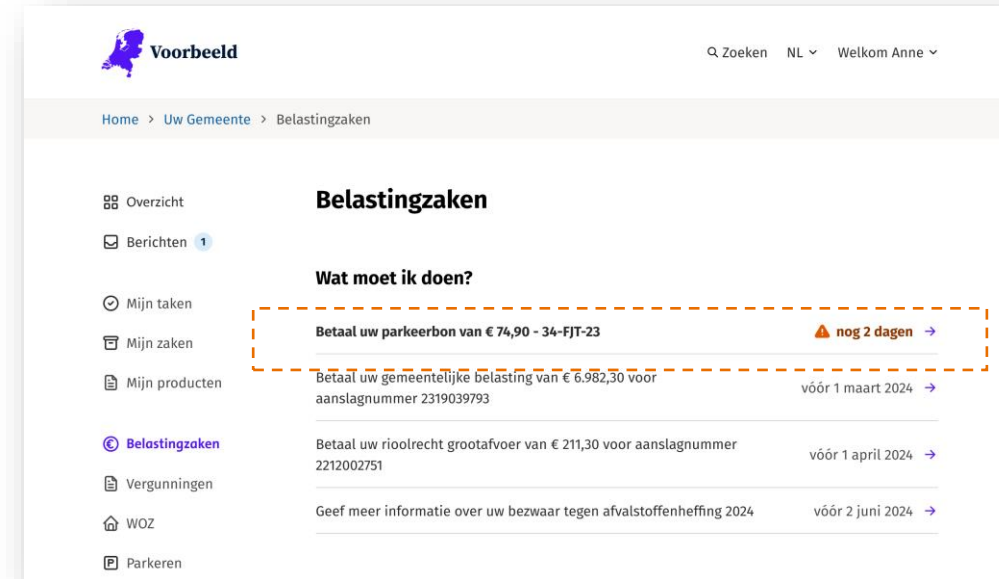 Voorbeeld
Zoeken NL Welkom Anne
Home > Uw Gemeente > Belastingzaken
Overzicht
Berichten 1
Mijn taken
Mijn zaken
Mijn producten
Belastingzaken
Vergunningen
WOZ
Parkeren
Belastingzaken
Wat moet ik doen?
Betaal uw parkeerbon van € 74,90 - 34-FJT-23 nog 2 dagen →
Betaal uw gemeentelijke belasting van € 6.982,30 voor
aanslagnummer 2319039793
vóór 1 maart 2024 →
Betaal uw rioolrecht grootafvoer van € 211,30 voor aanslagnummer
2212002751
vóór 1 april 2024 →
Geef meer informatie over uw bezwaar tegen afvalstoffenheffing 2024 vóór 2 juni 2024 →